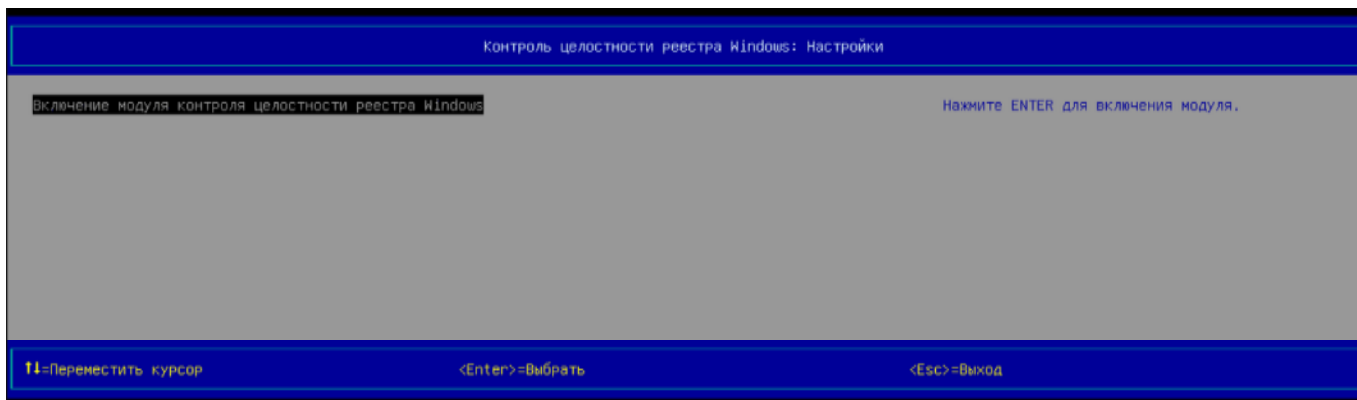 Контроль целостности реестра Windows: Настройки
Включение модуля контроля целостности реестра Windows
Нажмите ENTER для включения модуля.
↑↓=Переместить курсор <Enter>=Выбрать <Esc>=Выход